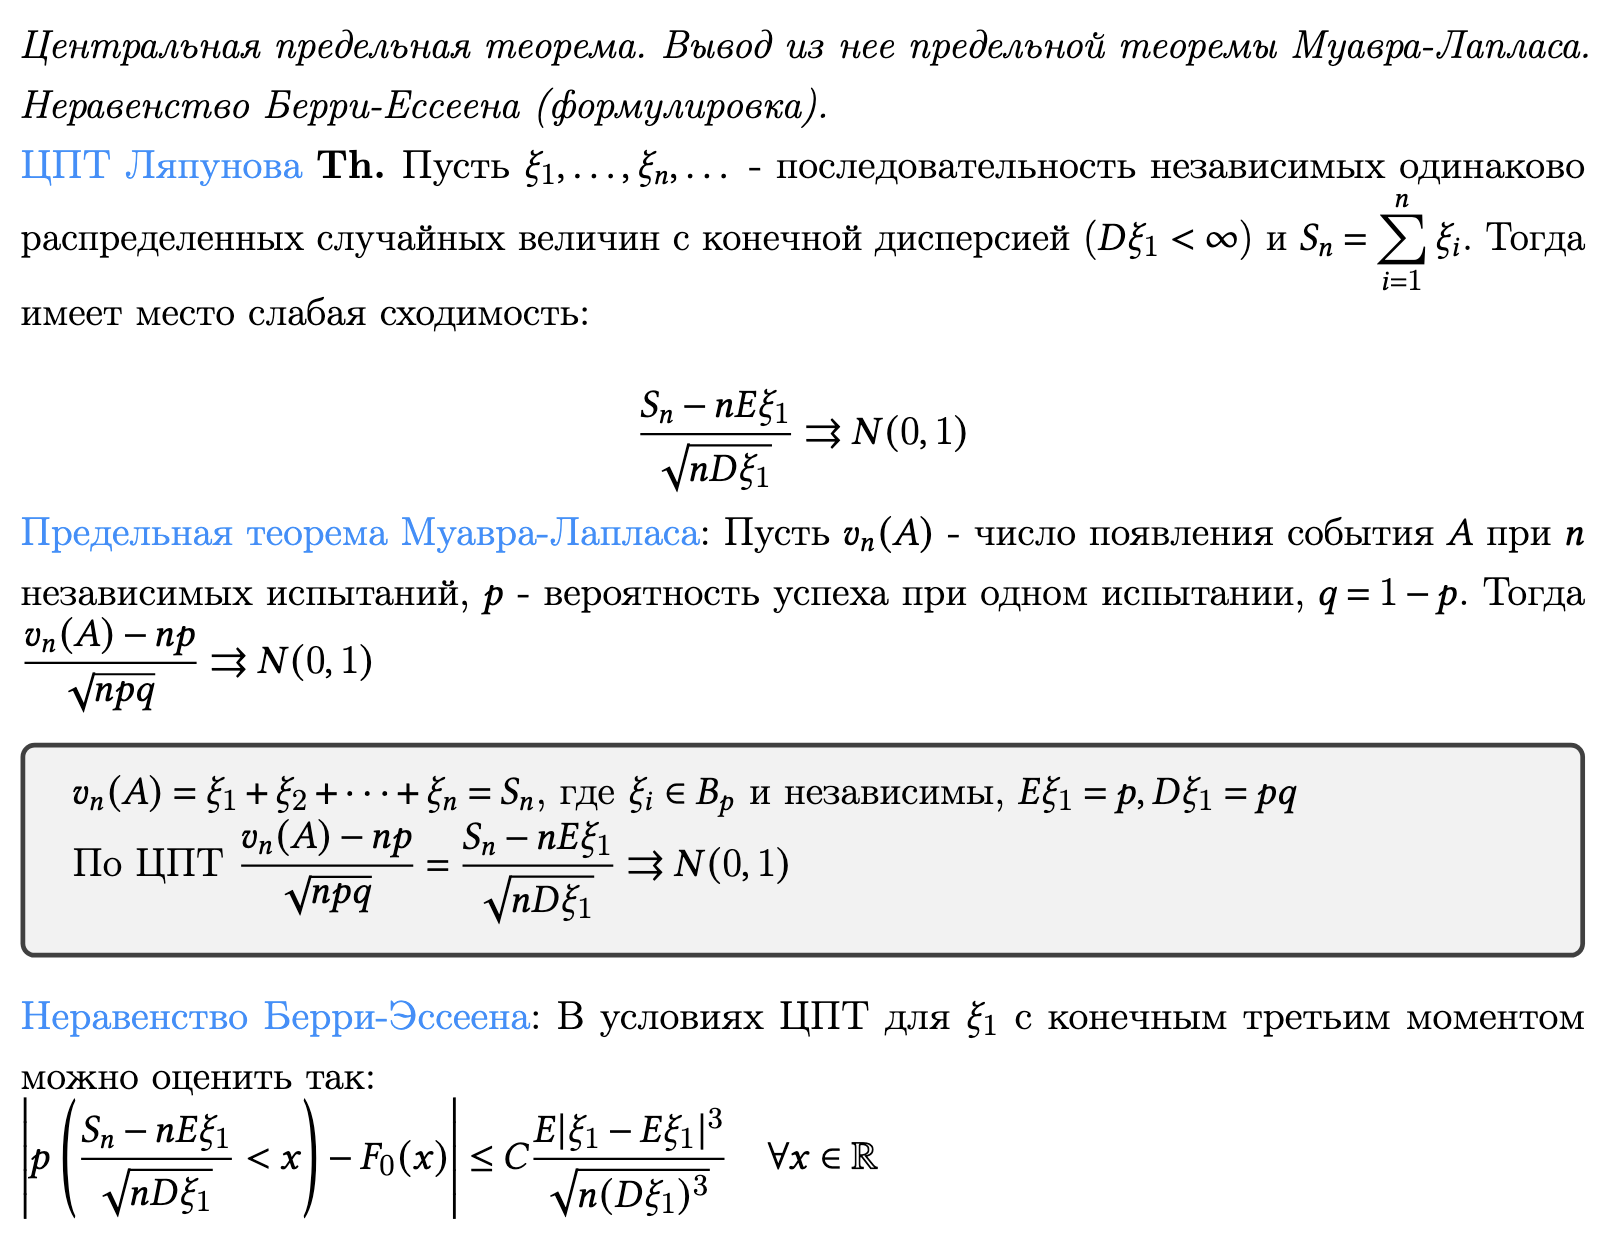 Центральная предельная теорема. Вывод из нее предельной теоремы Муавра-Лапласа.
Неравенство Берри-Ессеена (формулировка).
ЦПТ Ляпунова Th. Пусть $\xi_1, \ldots, \xi_n, \ldots$ - последовательность независимых одинаково
распределенных случайных величин с конечной дисперсией $(D\xi_1 < \infty)$ и $S_n = \sum_{i=1}^{n} \xi_i$. Тогда
имеет место слабая сходимость:
$\frac{S_n - nE\xi_1}{\sqrt{nD\xi_1}} \rightrightarrows N(0, 1)$
Предельная теорема Муавра-Лапласа: Пусть $v_n(A)$ - число появления события $A$ при $n$
независимых испытаний, $p$ - вероятность успеха при одном испытании, $q = 1 - p$. Тогда
$\frac{v_n(A) - np}{\sqrt{npq}} \rightrightarrows N(0, 1)$
$v_n(A) = \xi_1 + \xi_2 + \cdots + \xi_n = S_n$, где $\xi_i \in B_p$ и независимы, $E\xi_1 = p, D\xi_1 = pq$
По ЦПТ $\frac{v_n(A) - np}{\sqrt{npq}} = \frac{S_n - nE\xi_1}{\sqrt{nD\xi_1}} \rightrightarrows N(0, 1)$
Неравенство Берри-Эссеена: В условиях ЦПТ для $\xi_1$ с конечным третьим моментом
можно оценить так:
$\left| p\left( \frac{S_n - nE\xi_1}{\sqrt{nD\xi_1}} < x \right) - F_0(x) \right| \leq C \frac{E|\xi_1 - E\xi_1|^3}{\sqrt{n(D\xi_1)^3}} \quad \forall x \in \mathbb{R}$